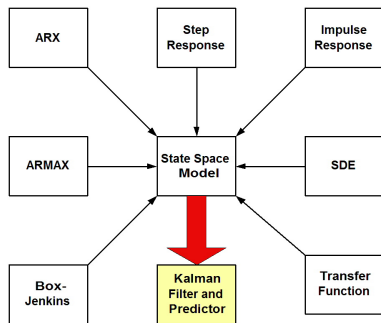 ARX
Step
Response
Impulse
Response
ARMAX
State Space
Model
SDE
Box-
Jenkins
Kalman
Filter and
Predictor
Transfer
Function